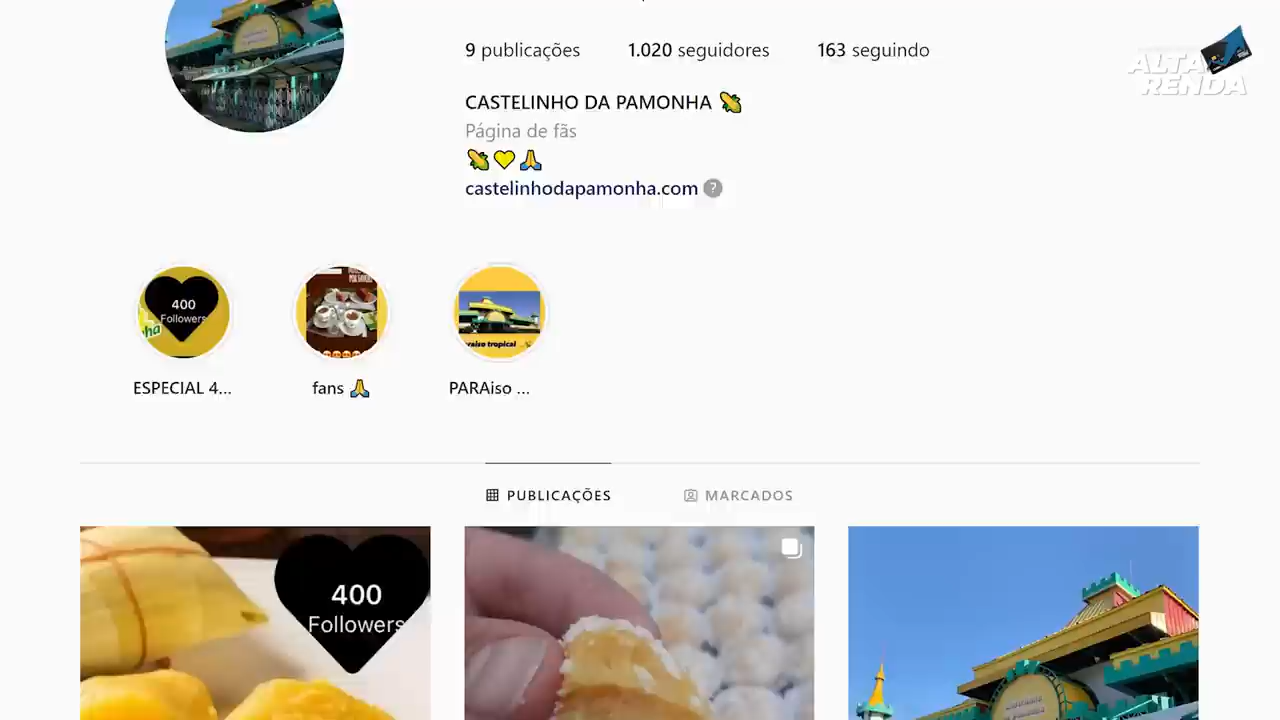 9 publicações 1.020 seguidores 163 seguindo
ALTA
RENDA
CASTELINHO DA PAMONHA 🌽
Página de fãs
🌽💛🙏
castelinhodapamonha.com ?
400
Followers
ESPECIAL 4...
fans 🙏
PARAiso ...
PUBLICAÇÕES MARCADOS
400
Followers